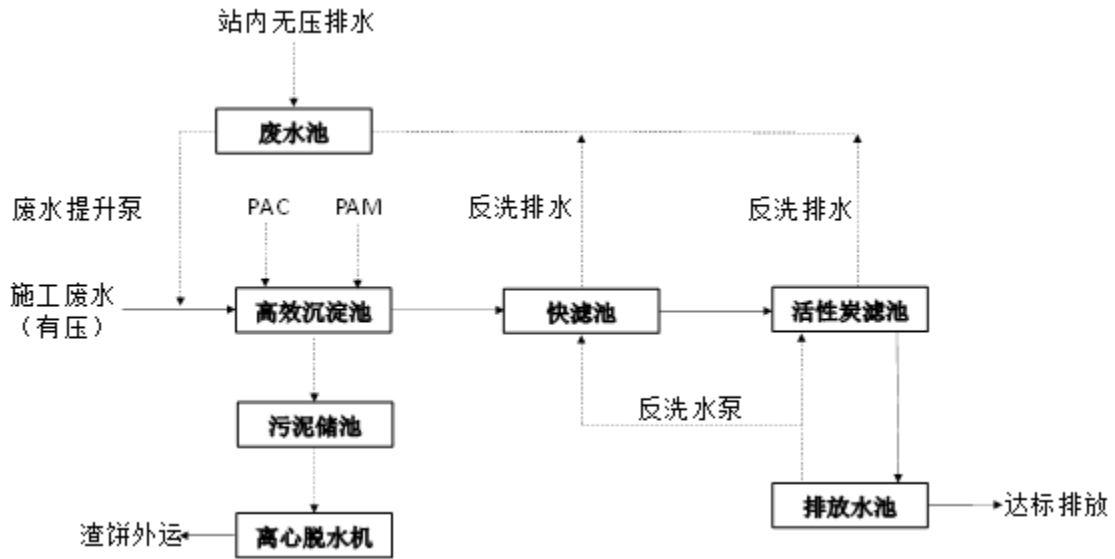 站内无压排水
废水池
废水提升泵
PAC
PAM
反洗排水
反洗排水
施工废水
（有压）
高效沉淀池
快滤池
活性炭滤池
污泥储池
反洗水泵
排放水池
达标排放
渣饼外运
离心脱水机